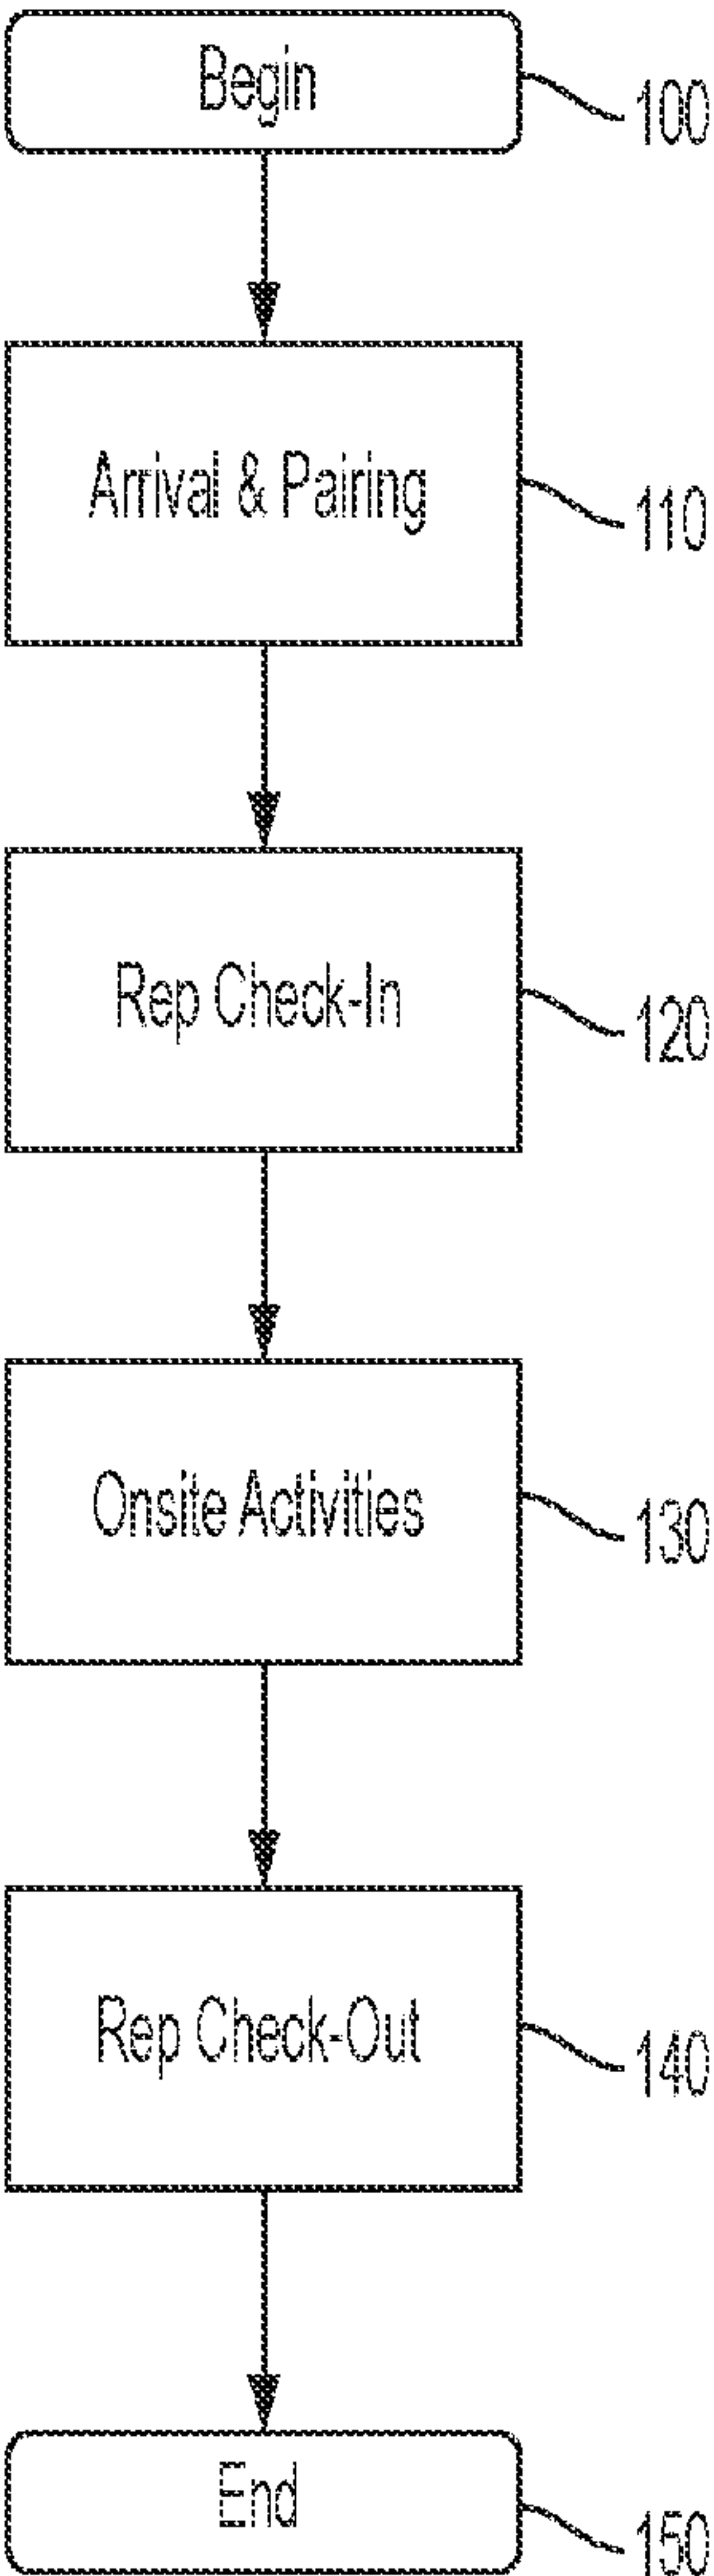 Begin
100
Arrival & Pairing
110
Rep Check-In
120
Onsite Activities
130
Rep Check-Out
140
End
150